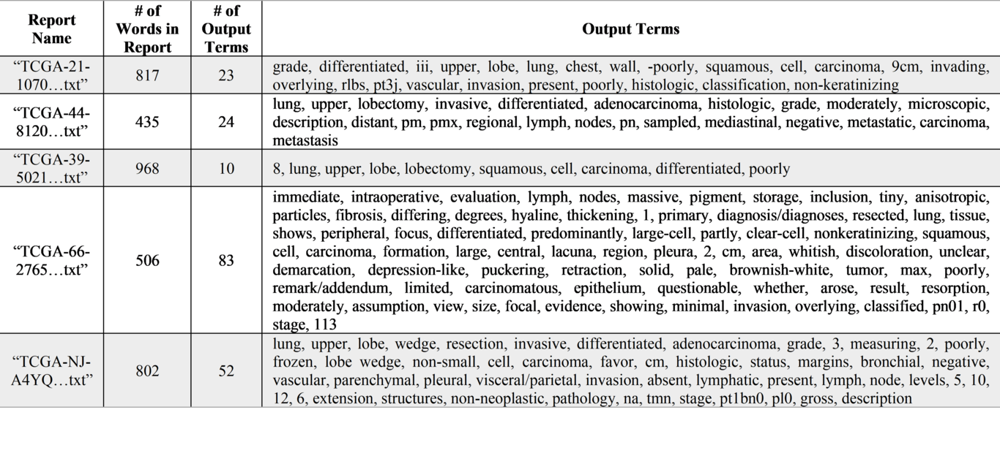 Report Name	# of Words in Report	# of Output Terms	Output Terms
“TCGA-21-1070…txt”	817	23	grade, differentiated, iii, upper, lobe, lung, chest, wall, -poorly, squamous, cell, carcinoma, 9cm, invading,
overlying, rlbs, pt3j, vascular, invasion, present, poorly, histologic, classification, non-keratinizing
“TCGA-44-8120…txt”	435	24	lung, upper, lobectomy, invasive, differentiated, adenocarcinoma, histologic, grade, moderately, microscopic,
description, distant, pm, pmx, regional, lymph, nodes, pn, sampled, mediastinal, negative, metastatic, carcinoma,
metastasis
“TCGA-39-5021…txt”	968	10	8, lung, upper, lobe, lobectomy, squamous, cell, carcinoma, differentiated, poorly
“TCGA-66-2765…txt”	506	83	immediate, intraoperative, evaluation, lymph, nodes, massive, pigment, storage, inclusion, tiny, anisotropic,
particles, fibrosis, differing, degrees, hyaline, thickening, 1, primary, diagnosis/diagnoses, resected, lung, tissue,
shows, peripheral, focus, differentiated, predominantly, large-cell, partly, clear-cell, nonkeratinizing, squamous,
cell, carcinoma, formation, large, central, lacuna, region, pleura, 2, cm, area, whitish, discoloration, unclear,
demarcation, depression-like, puckering, retraction, solid, pale, brownish-white, tumor, max, poorly,
remark/addendum, limited, carcinomatous, epithelium, questionable, whether, arose, result, resorption,
moderately, assumption, view, size, focal, evidence, showing, minimal, invasion, overlying, classified, pn01, r0,
stage, 113
“TCGA-NJ-A4YQ…txt”	802	52	lung, upper, lobe, wedge, resection, invasive, differentiated, adenocarcinoma, grade, 3, measuring, 2, poorly,
frozen, lobe wedge, non-small, cell, carcinoma, favor, cm, histologic, status, margins, bronchial, negative,
vascular, parenchymal, pleural, visceral/parietal, invasion, absent, lymphatic, present, lymph, node, levels, 5, 10,
12, 6, extension, structures, non-neoplastic, pathology, na, tmn, stage, pt1bn0, pl0, gross, description